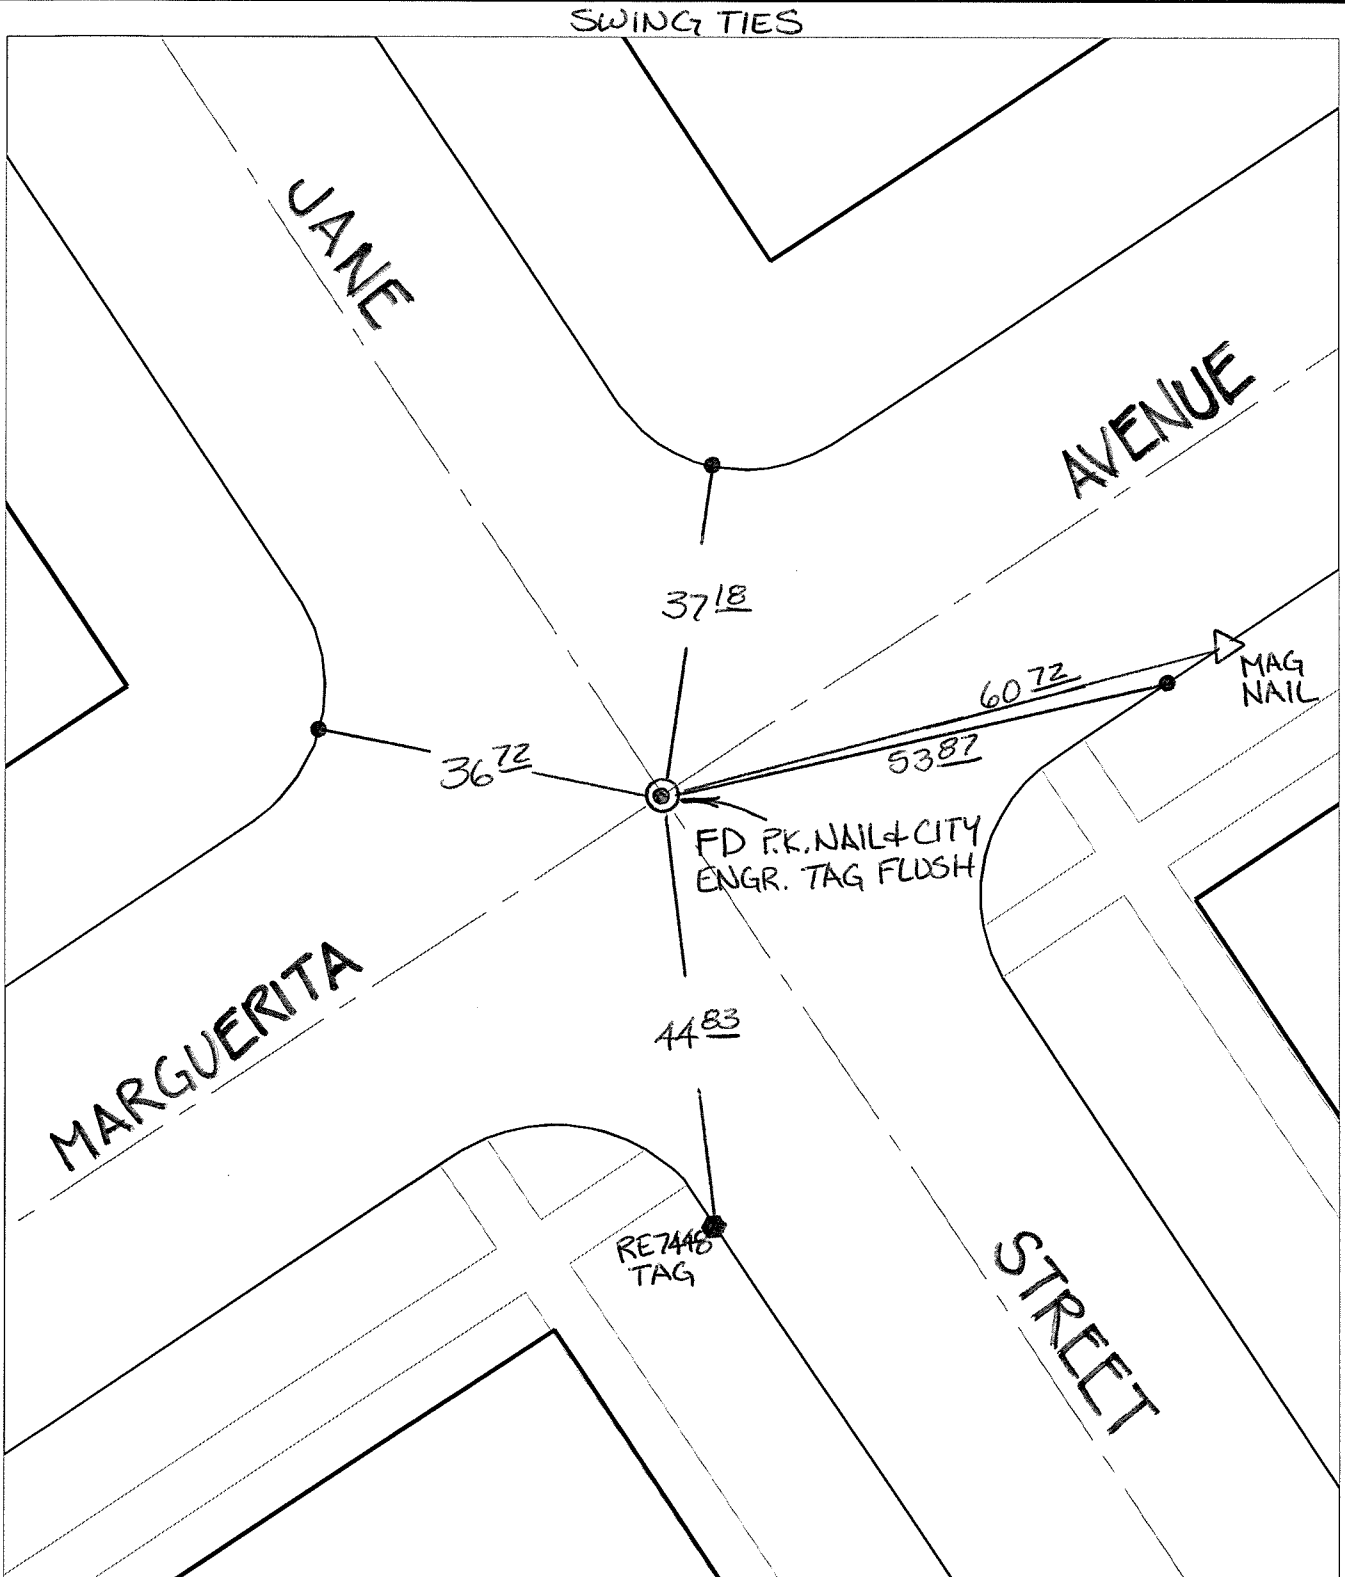 SWING TIES
JANE
AVENUE
37 18
MAG
NAIL
60 72
53 87
36 72
FD P.K. NAIL & CITY
ENGR. TAG FLUSH
MARGUERITA
44 83
RE7448
TAG
STREET